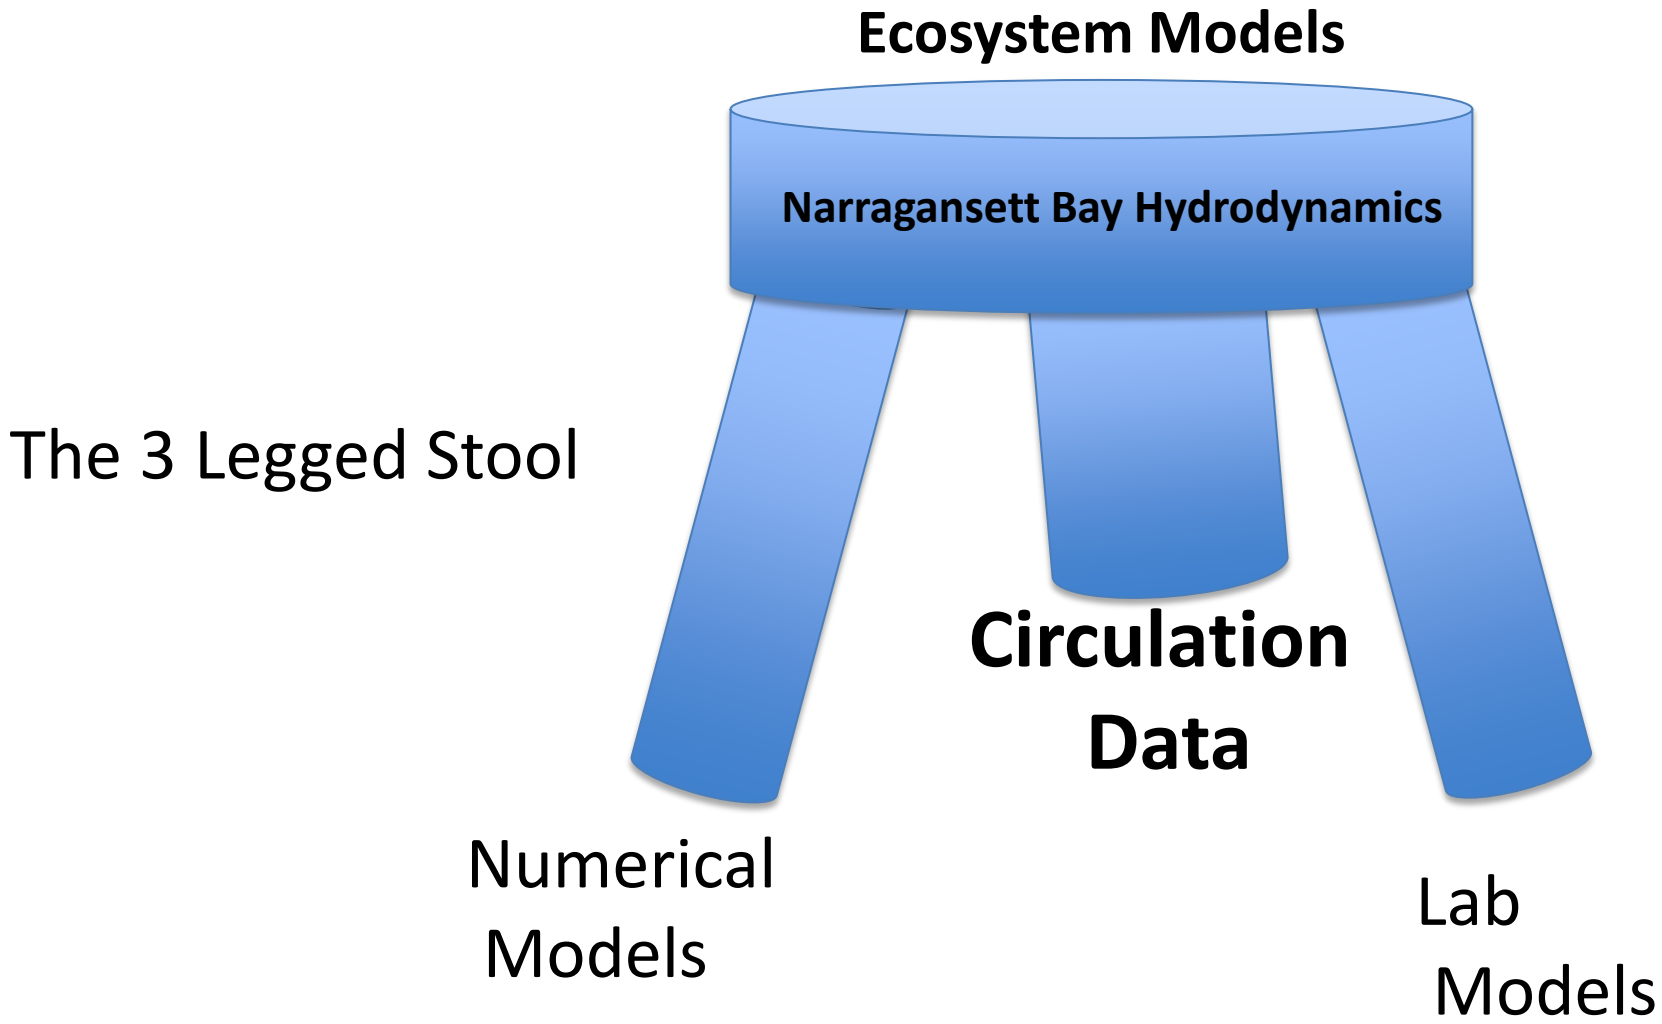 Ecosystem Models
Narragansett Bay Hydrodynamics
The 3 Legged Stool
Circulation
Data
Numerical
Models
Lab
Models